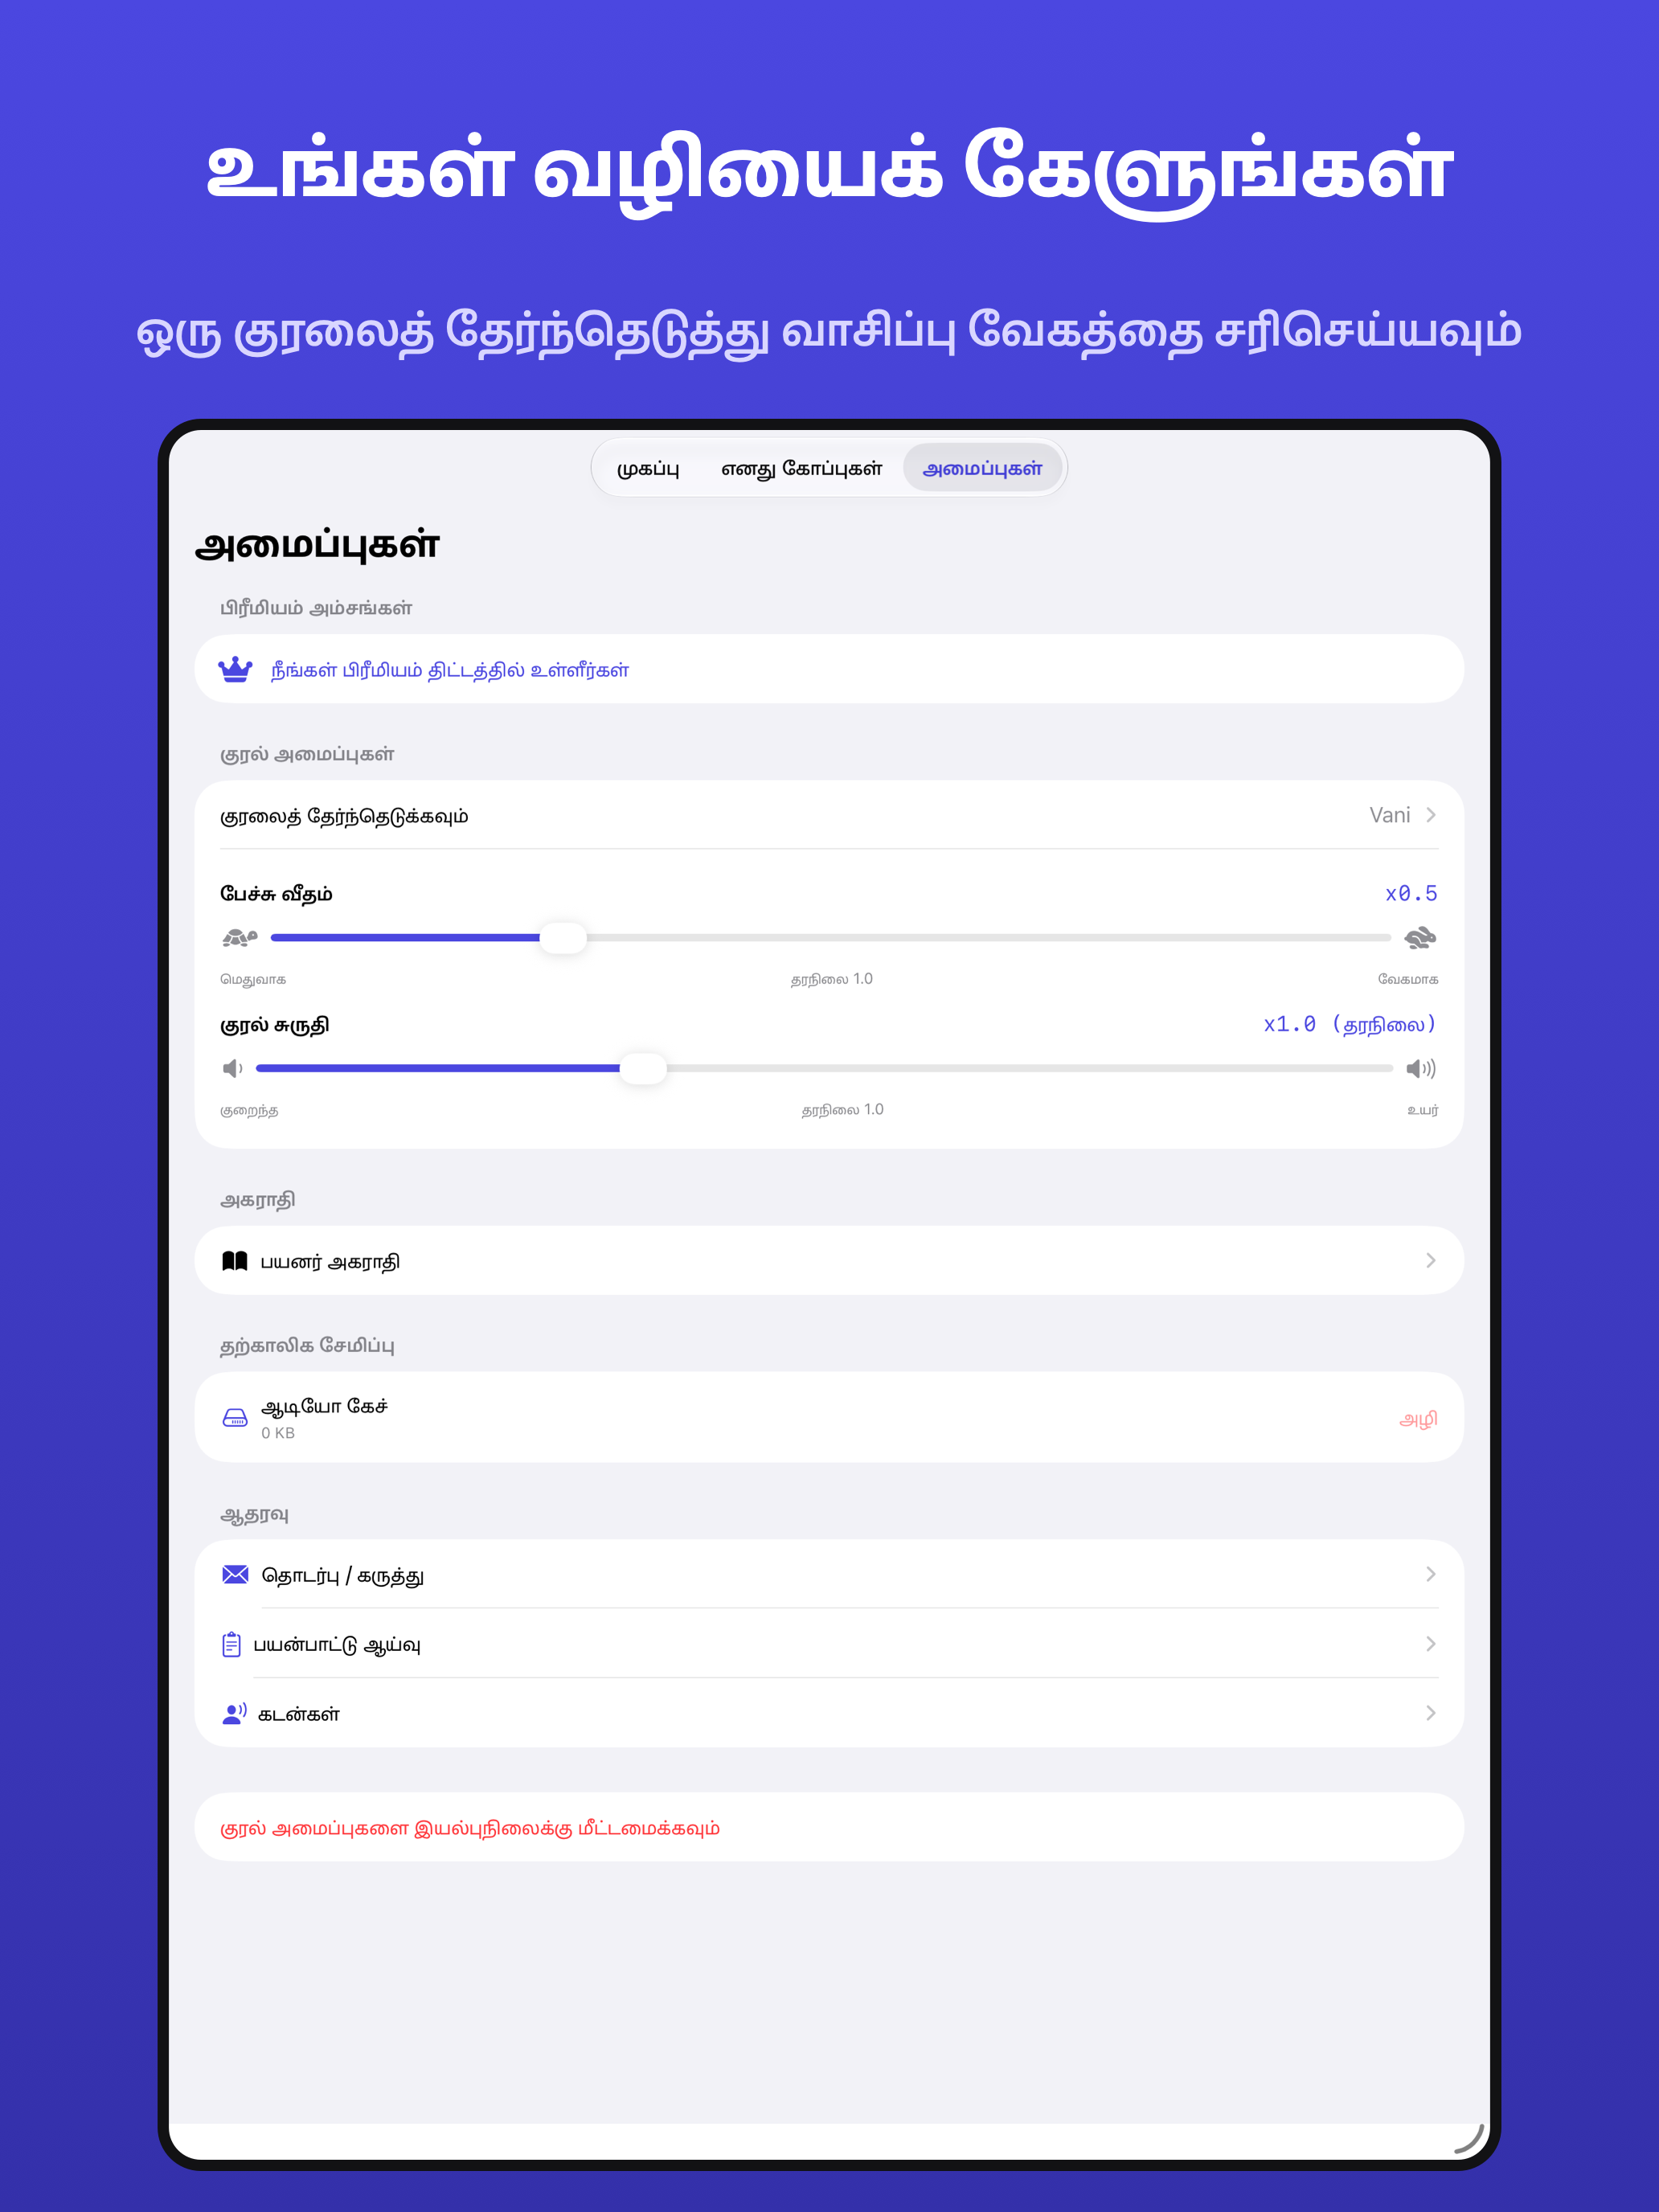 உங்கள் வழியைக் கேளுங்கள்
ஒரு குரலைத் தேர்ந்தெடுத்து வாசிப்பு வேகத்தை சரிசெய்யவும்
முகப்பு எனது கோப்புகள் அமைப்புகள்
அமைப்புகள்
பிரீமியம் அம்சங்கள்
நீங்கள் பிரீமியம் திட்டத்தில் உள்ளீர்கள்
குரல் அமைப்புகள்
குரலைத் தேர்ந்தெடுக்கவும் Vani
பேச்சு வீதம் x0.5
மெதுவாக தரநிலை 1.0 வேகமாக
குரல் சுருதி x1.0 (தரநிலை)
குறைந்த தரநிலை 1.0 உயர்
அகராதி
பயனர் அகராதி
தற்காலிக சேமிப்பு
ஆடியோ கேச்
0 KB
அழி
ஆதரவு
தொடர்பு / கருத்து
பயன்பாட்டு ஆய்வு
கடன்கள்
குரல் அமைப்புகளை இயல்புநிலைக்கு மீட்டமைக்கவும்